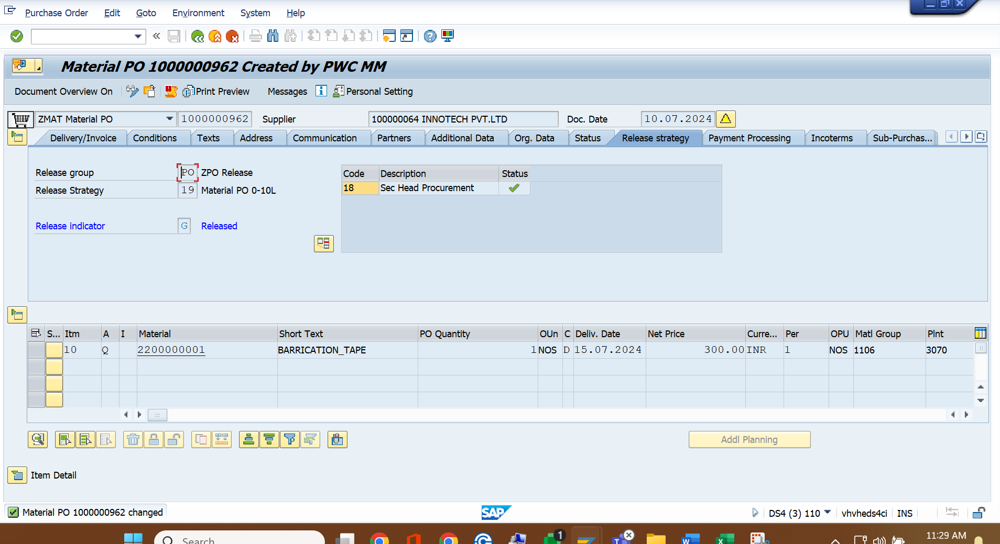 Purchase Order Edit Goto Environment System Help
Material PO 1000000962 Created by PWC MM
Document Overview On Print Preview Messages Personal Setting
ZMAT Material PO 1000000962 Supplier 100000064 INNOTECH PVT.LTD Doc. Date 10.07.2024
Delivery/Invoice Conditions Texts Address Communication Partners Additional Data Org. Data Status Release strategy Payment Processing Incoterms Sub-Purchas...
Release group PO ZPO Release
Code Description Status
Release Strategy 19 Material PO 0-10L
18 Sec Head Procurement
Release indicator G Released
S... Itm A I Material Short Text PO Quantity OUn C Deliv. Date Net Price Curre... Per OPU Matl Group Plnt
10 Q 2200000001 BARRICATION_TAPE 1 NOS D 15.07.2024 300.00 INR 1 NOS 1106 3070
Addl Planning
Item Detail
Material PO 1000000962 changed SAP DS4 (3) 110 vhvheds4ci INS
Search 1 11:29 AM